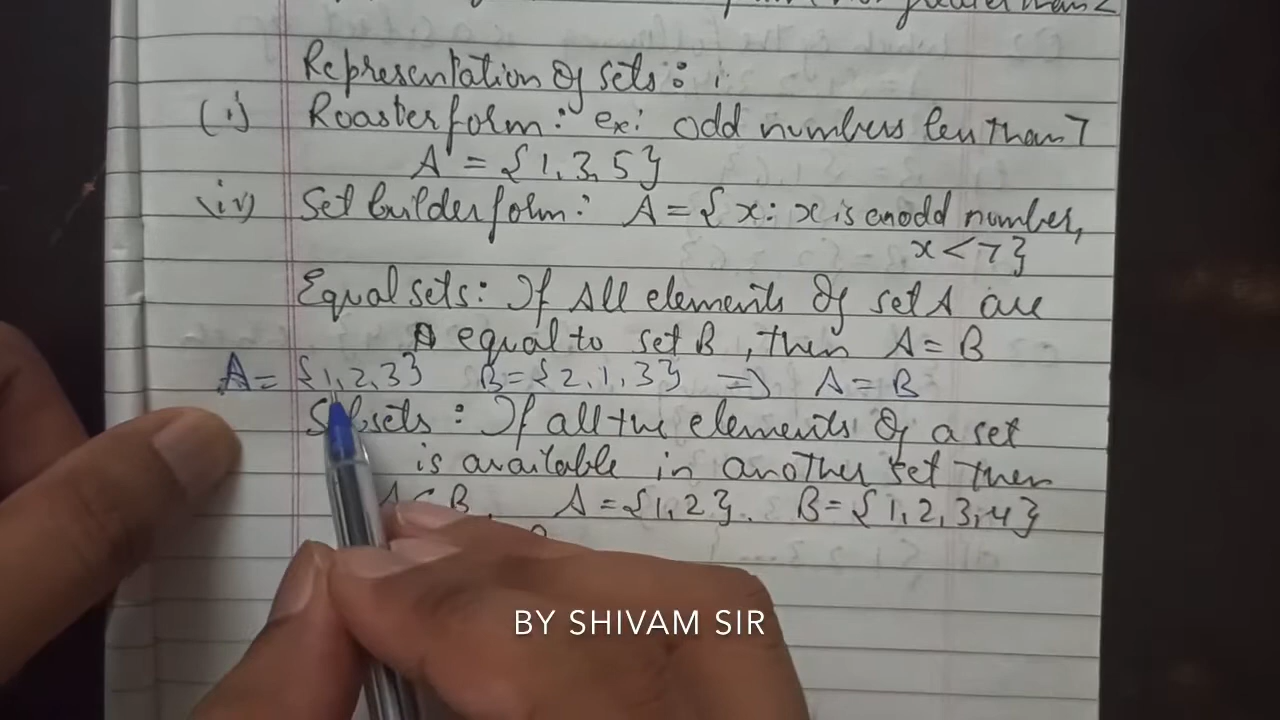 Representation of sets :
(i) Roaster form : ex: odd numbers less than 7
A = {1, 3, 5}
(iv) Set builder form : A = { x : x is an odd number,
x < 7 }
Equal sets : If All elements of set A are
equal to set B, then A = B
A = {1, 2, 3} B = {2, 1, 3} => A = B
Subsets : If all the elements of a set
is available in another set then
A ⊂ B. A = {1, 2}. B = {1, 2, 3, 4}
BY SHIVAM SIR